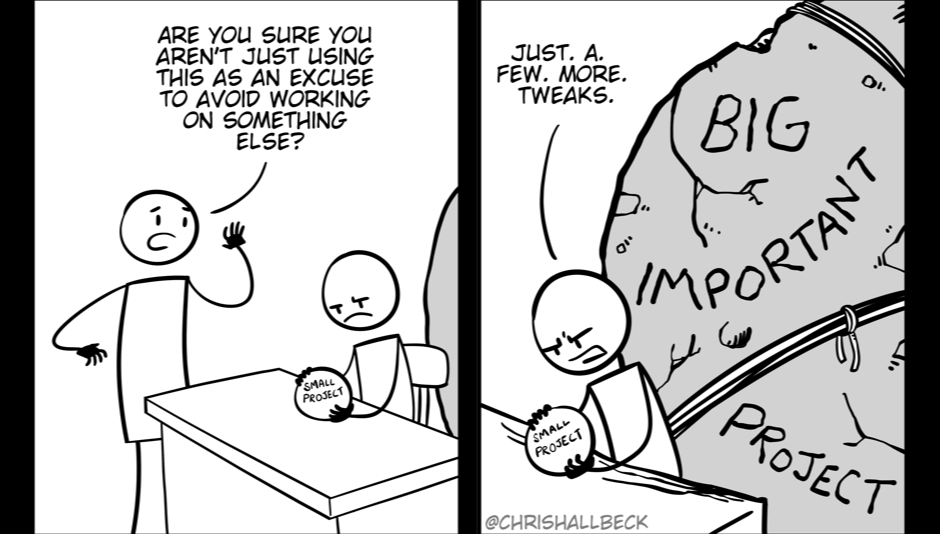 ARE YOU SURE YOU
AREN'T JUST USING
THIS AS AN EXCUSE
TO AVOID WORKING
ON SOMETHING
ELSE?
SMALL
PROJECT
JUST. A.
FEW. MORE.
TWEAKS.
BIG
IMPORTANT
PROJECT
SMALL
PROJECT
@CHRISHALLBECK